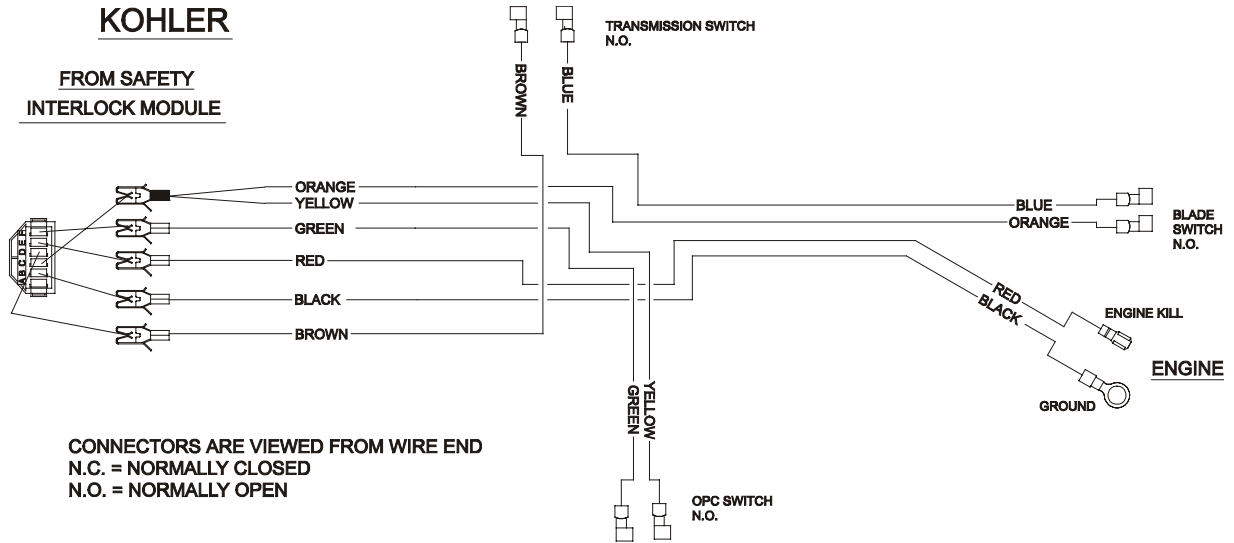 KOHLER
FROM SAFETY
INTERLOCK MODULE
TRANSMISSION SWITCH
N.O.
BROWN
BLUE
ORANGE
YELLOW
GREEN
RED
BLACK
BROWN
A B C D E F
BLUE
ORANGE
BLADE
SWITCH
N.O.
RED
BLACK
ENGINE KILL
ENGINE
GROUND
GREEN
YELLOW
OPC SWITCH
N.O.
CONNECTORS ARE VIEWED FROM WIRE END
N.C. = NORMALLY CLOSED
N.O. = NORMALLY OPEN